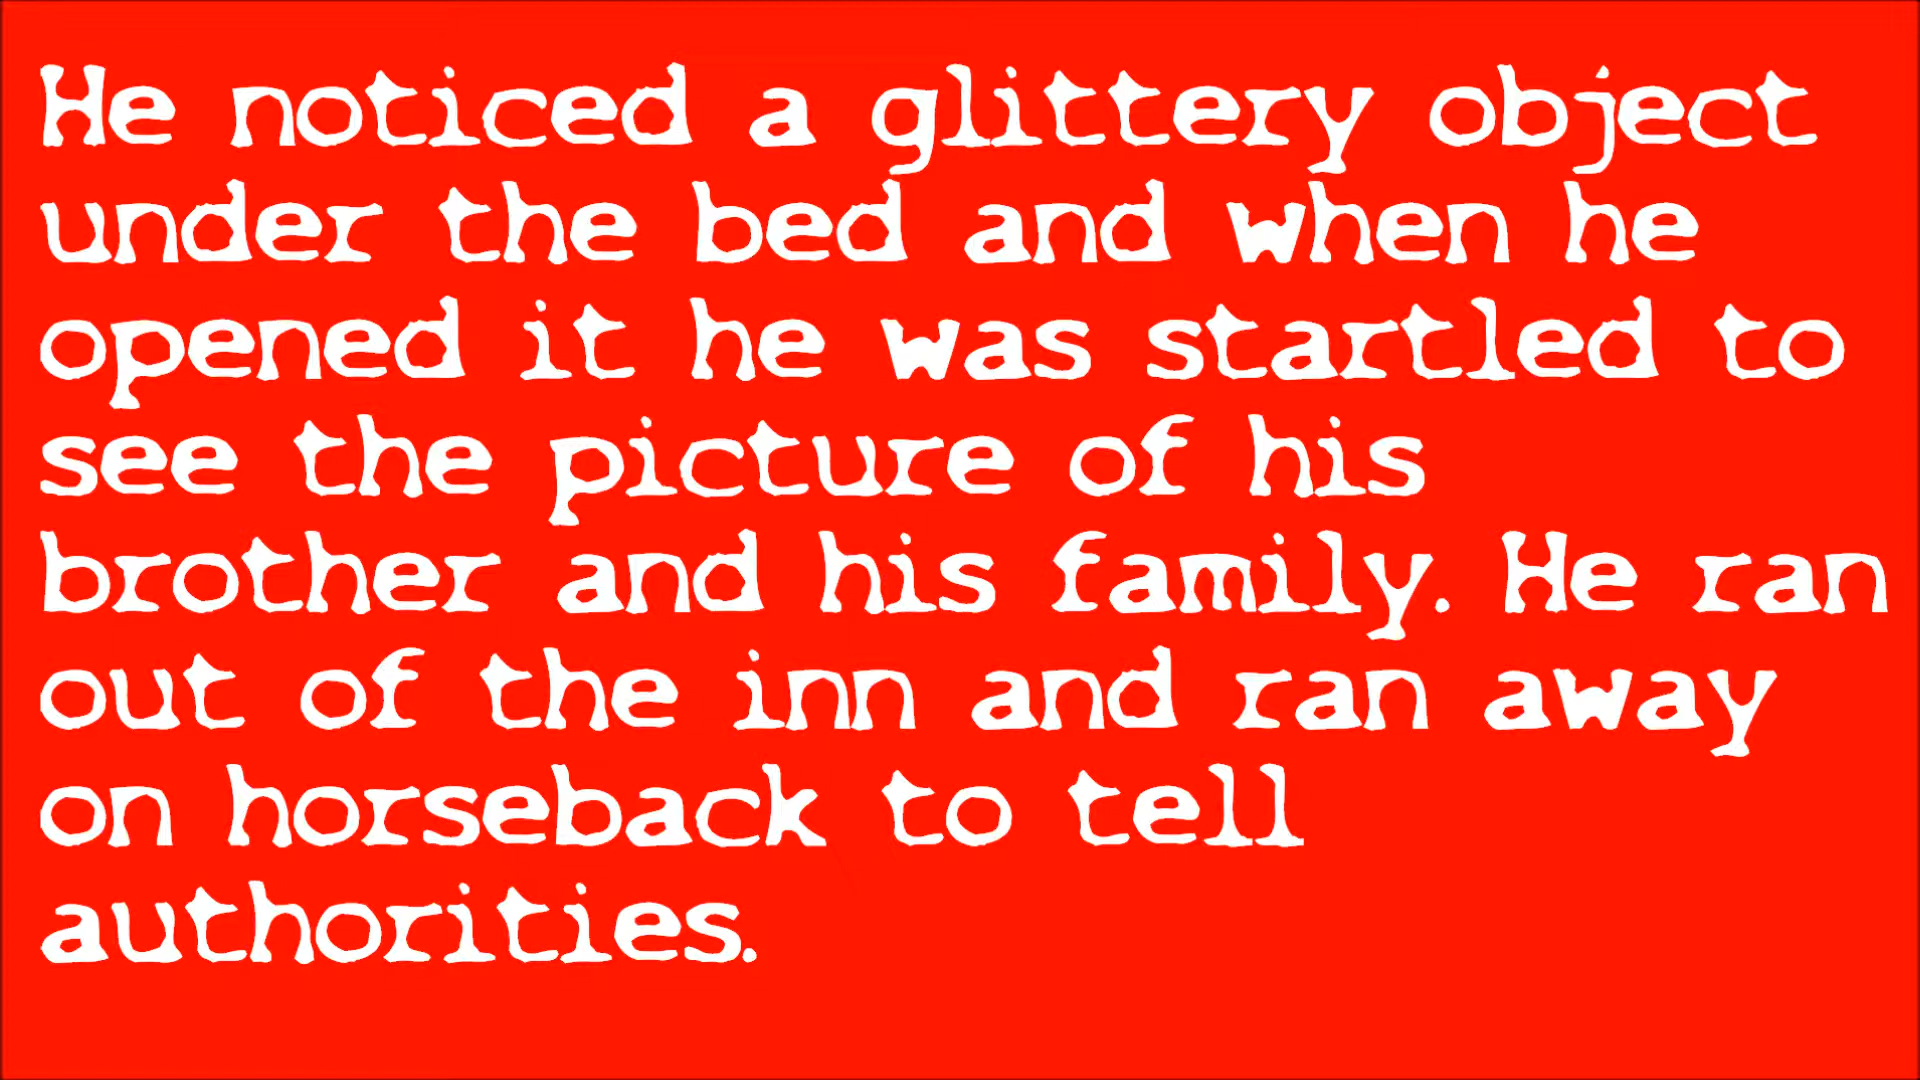 He noticed a glittery object
under the bed and when he
opened it he was startled to
see the picture of his
brother and his family. He ran
out of the inn and ran away
on horseback to tell
authorities.